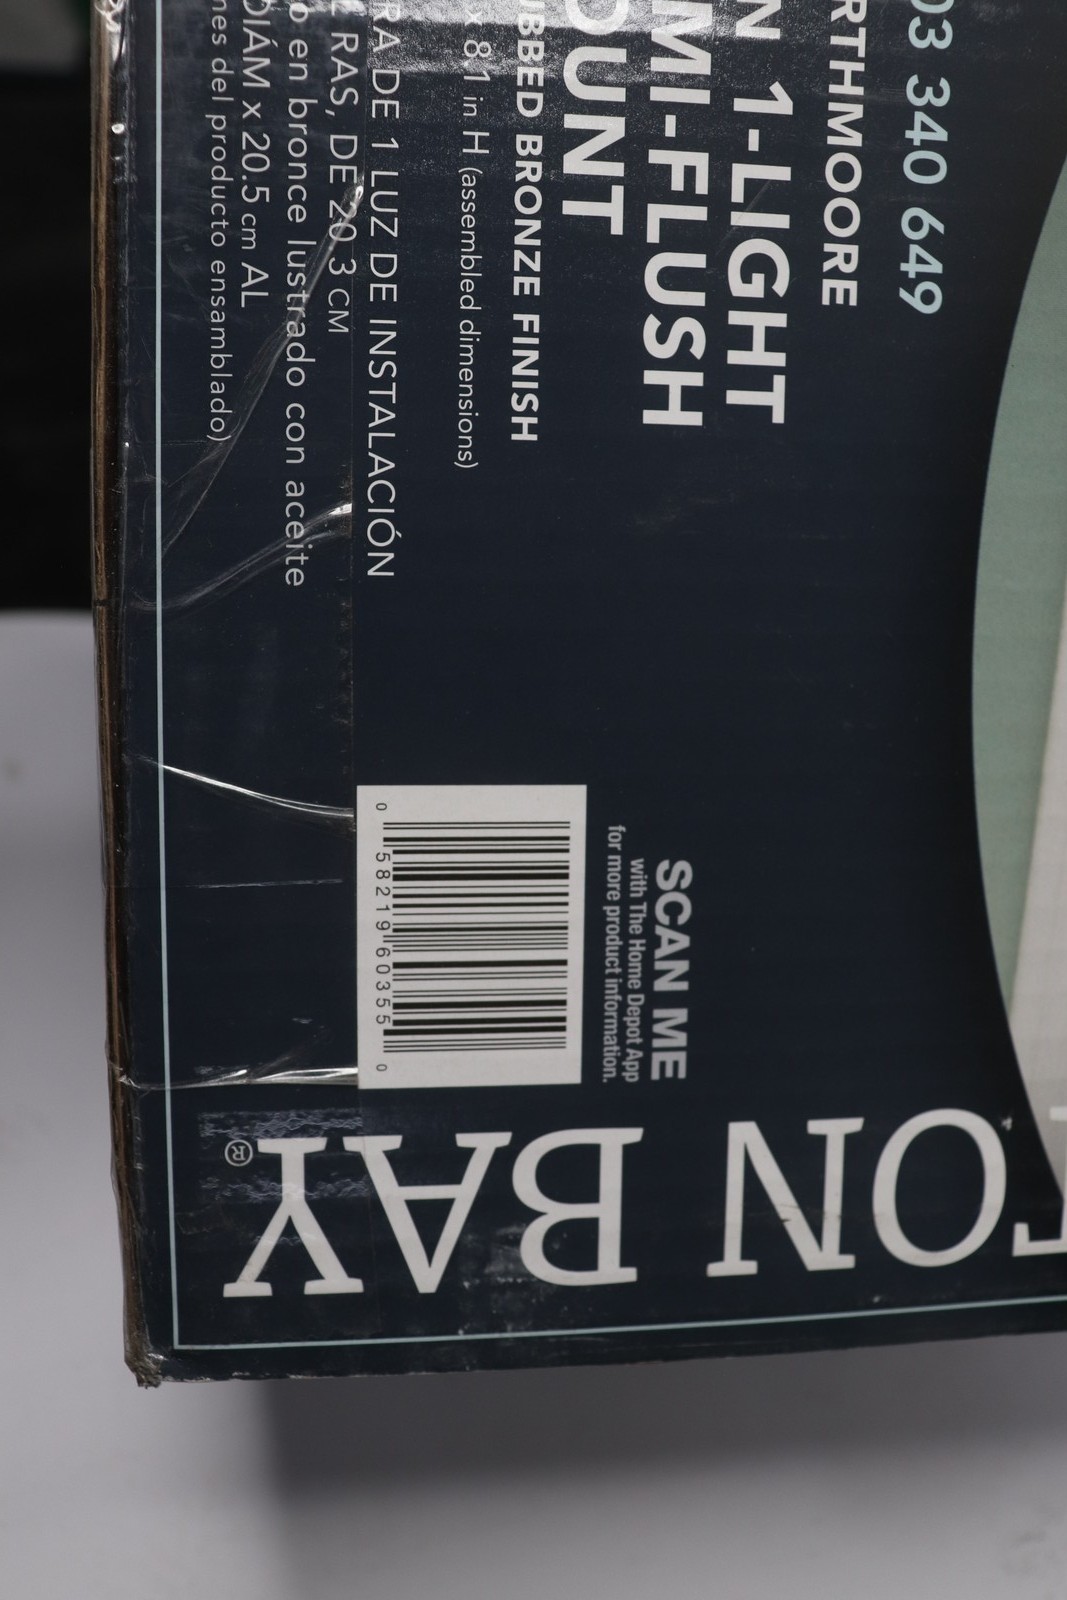 03 340 649
RTHMOORE
N 1-LIGHT
MI-FLUSH
OUNT
UBBED BRONZE FINISH
x 8.1 in H (assembled dimensions)
RA DE 1 LUZ DE INSTALACIÓN
E RAS, DE 20.3 CM
o en bronce lustrado con aceite
DIÁM x 20.5 cm AL
nes del producto ensamblado)
SCAN ME
with The Home Depot App
for more product information.
0 58219 60355 0
TON BAY®